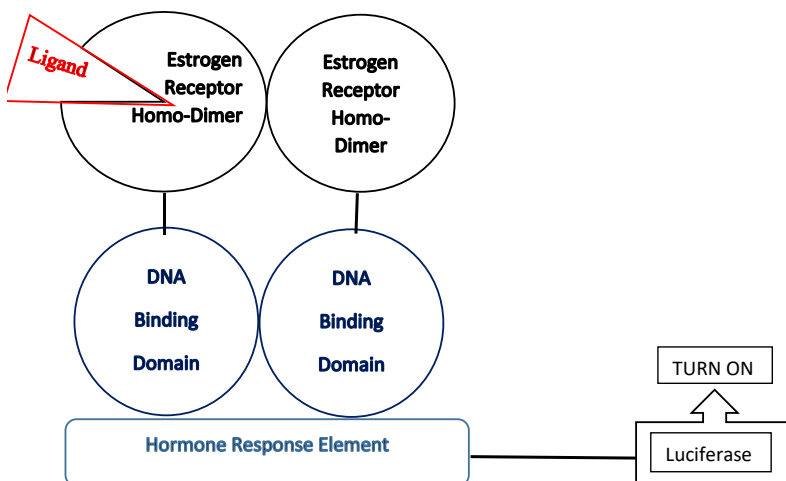 Ligand
Estrogen
Receptor
Homo-Dimer
Estrogen
Receptor
Homo-
Dimer
DNA
Binding
Domain
DNA
Binding
Domain
Hormone Response Element
TURN ON
Luciferase